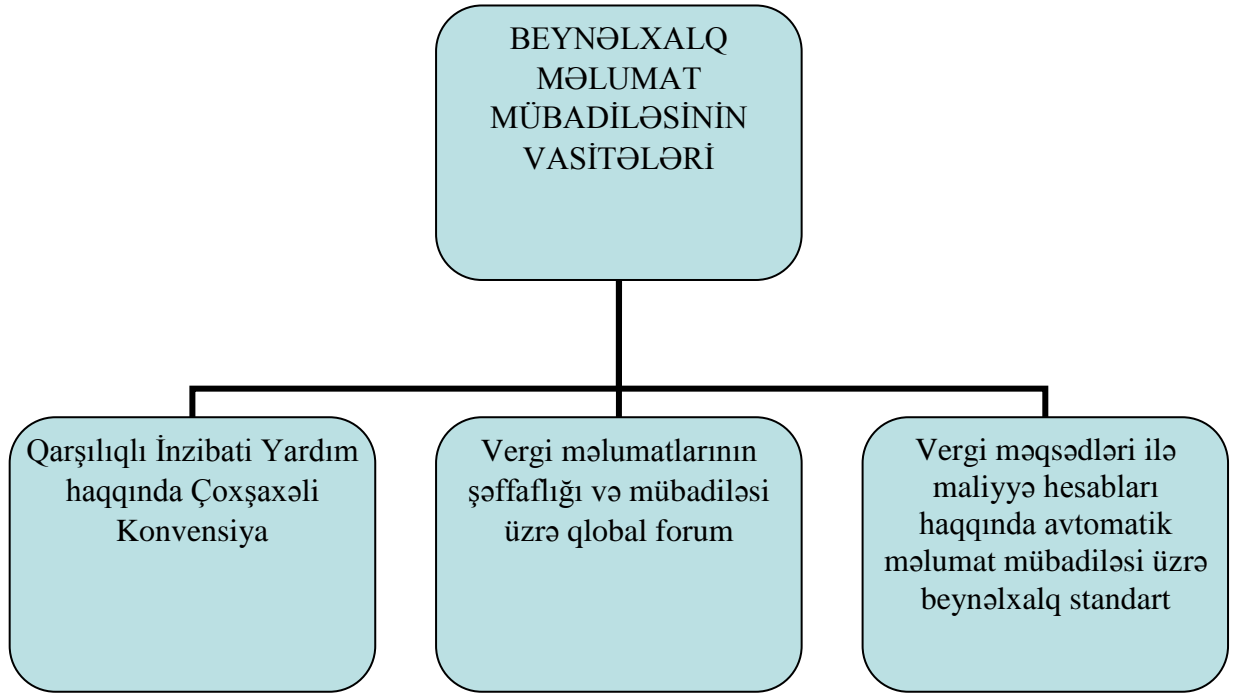 BEYNƏLXALQ
MƏLUMAT
MÜBADİLƏSİNİN
VASİTƏLƏRİ
Qarşılıqlı İnzibati Yardım
haqqında Çoxşaxəli
Konvensiya
Vergi məlumatlarının
şəffaflığı və mübadiləsi
üzrə qlobal forum
Vergi məqsədləri ilə
maliyyə hesabları
haqqında avtomatik
məlumat mübadiləsi üzrə
beynəlxalq standart